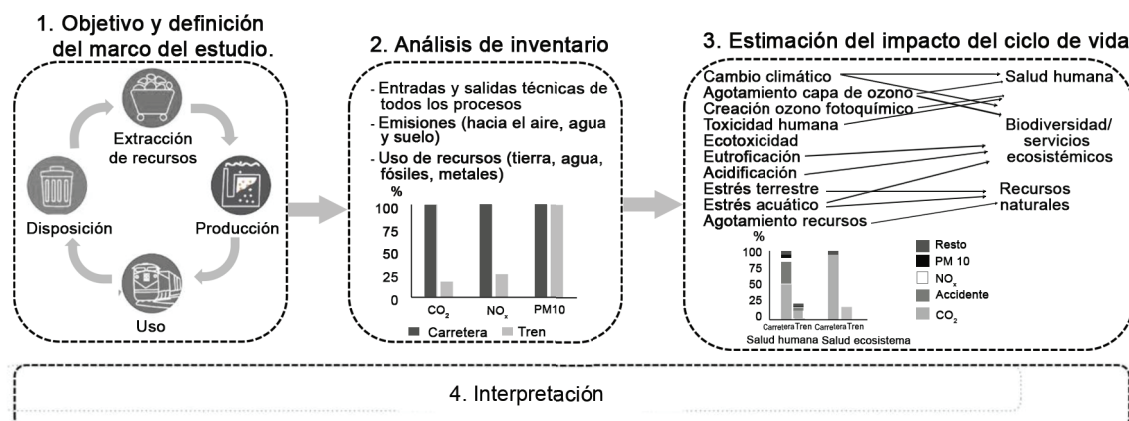 1. Objetivo y definición
del marco del estudio.
Extracción
de recursos
Disposición
Producción
Uso
2. Análisis de inventario
- Entradas y salidas técnicas de
todos los procesos
- Emisiones (hacia el aire, agua
y suelo)
- Uso de recursos (tierra, agua,
fósiles, metales)
%
100
75
50
25
0
CO2
NOx
PM10
Carretera
Tren
3. Estimación del impacto del ciclo de vida
Cambio climático
Agotamiento capa de ozono
Creación ozono fotoquímico
Toxicidad humana
Ecotoxicidad
Eutroficación
Acidificación
Estrés terrestre
Estrés acuático
Agotamiento recursos
Salud humana
Biodiversidad/
servicios
ecosistémicos
Recursos
naturales
%
100
75
50
25
0
Carretera Tren
Carretera Tren
Salud humana
Salud ecosistema
Resto
PM 10
NOx
Accidente
CO2
4. Interpretación